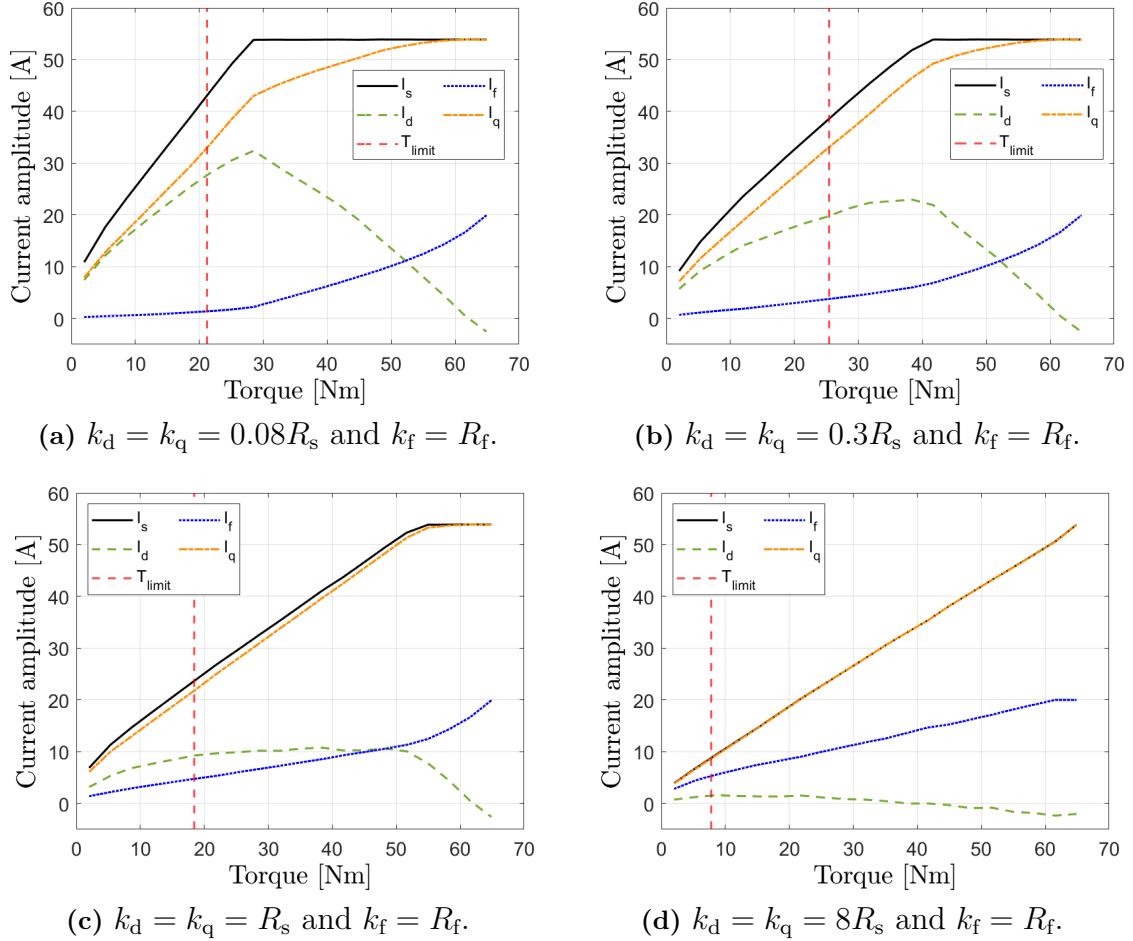 60
50
40
30
20
10
0
Current amplitude [A]
I_s
I_f
I_d
I_q
T_limit
0 10 20 30 40 50 60 70
Torque [Nm]
(a) k_d = k_q = 0.08R_s and k_f = R_f.
60
50
40
30
20
10
0
Current amplitude [A]
I_s
I_f
I_d
I_q
T_limit
0 10 20 30 40 50 60 70
Torque [Nm]
(b) k_d = k_q = 0.3R_s and k_f = R_f.
60
50
40
30
20
10
0
Current amplitude [A]
I_s
I_f
I_d
I_q
T_limit
0 10 20 30 40 50 60 70
Torque [Nm]
(c) k_d = k_q = R_s and k_f = R_f.
60
50
40
30
20
10
0
Current amplitude [A]
I_s
I_f
I_d
I_q
T_limit
0 10 20 30 40 50 60 70
Torque [Nm]
(d) k_d = k_q = 8R_s and k_f = R_f.